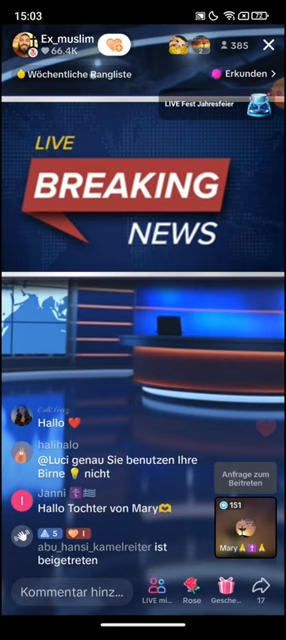 15:03
72
Ex_muslim
66.4K
2
385
Wöchentliche Rangliste
Erkunden >
LIVE Fest Jahresfeier
LIVE
BREAKING
NEWS
Hallo ❤️
halihalo
@Luci genau Sie benutzen Ihre
Birne 💡 nicht
Janni ☦️🇬🇷
Hallo Tochter von Mary🫶
5
1
abu_hansi_kamelreiter ist
beigetreten
Anfrage zum
Beitreten
151
Mary🙏✝️🙏
Kommentar hinz...
LIVE mi...
Rose
Gesche...
17